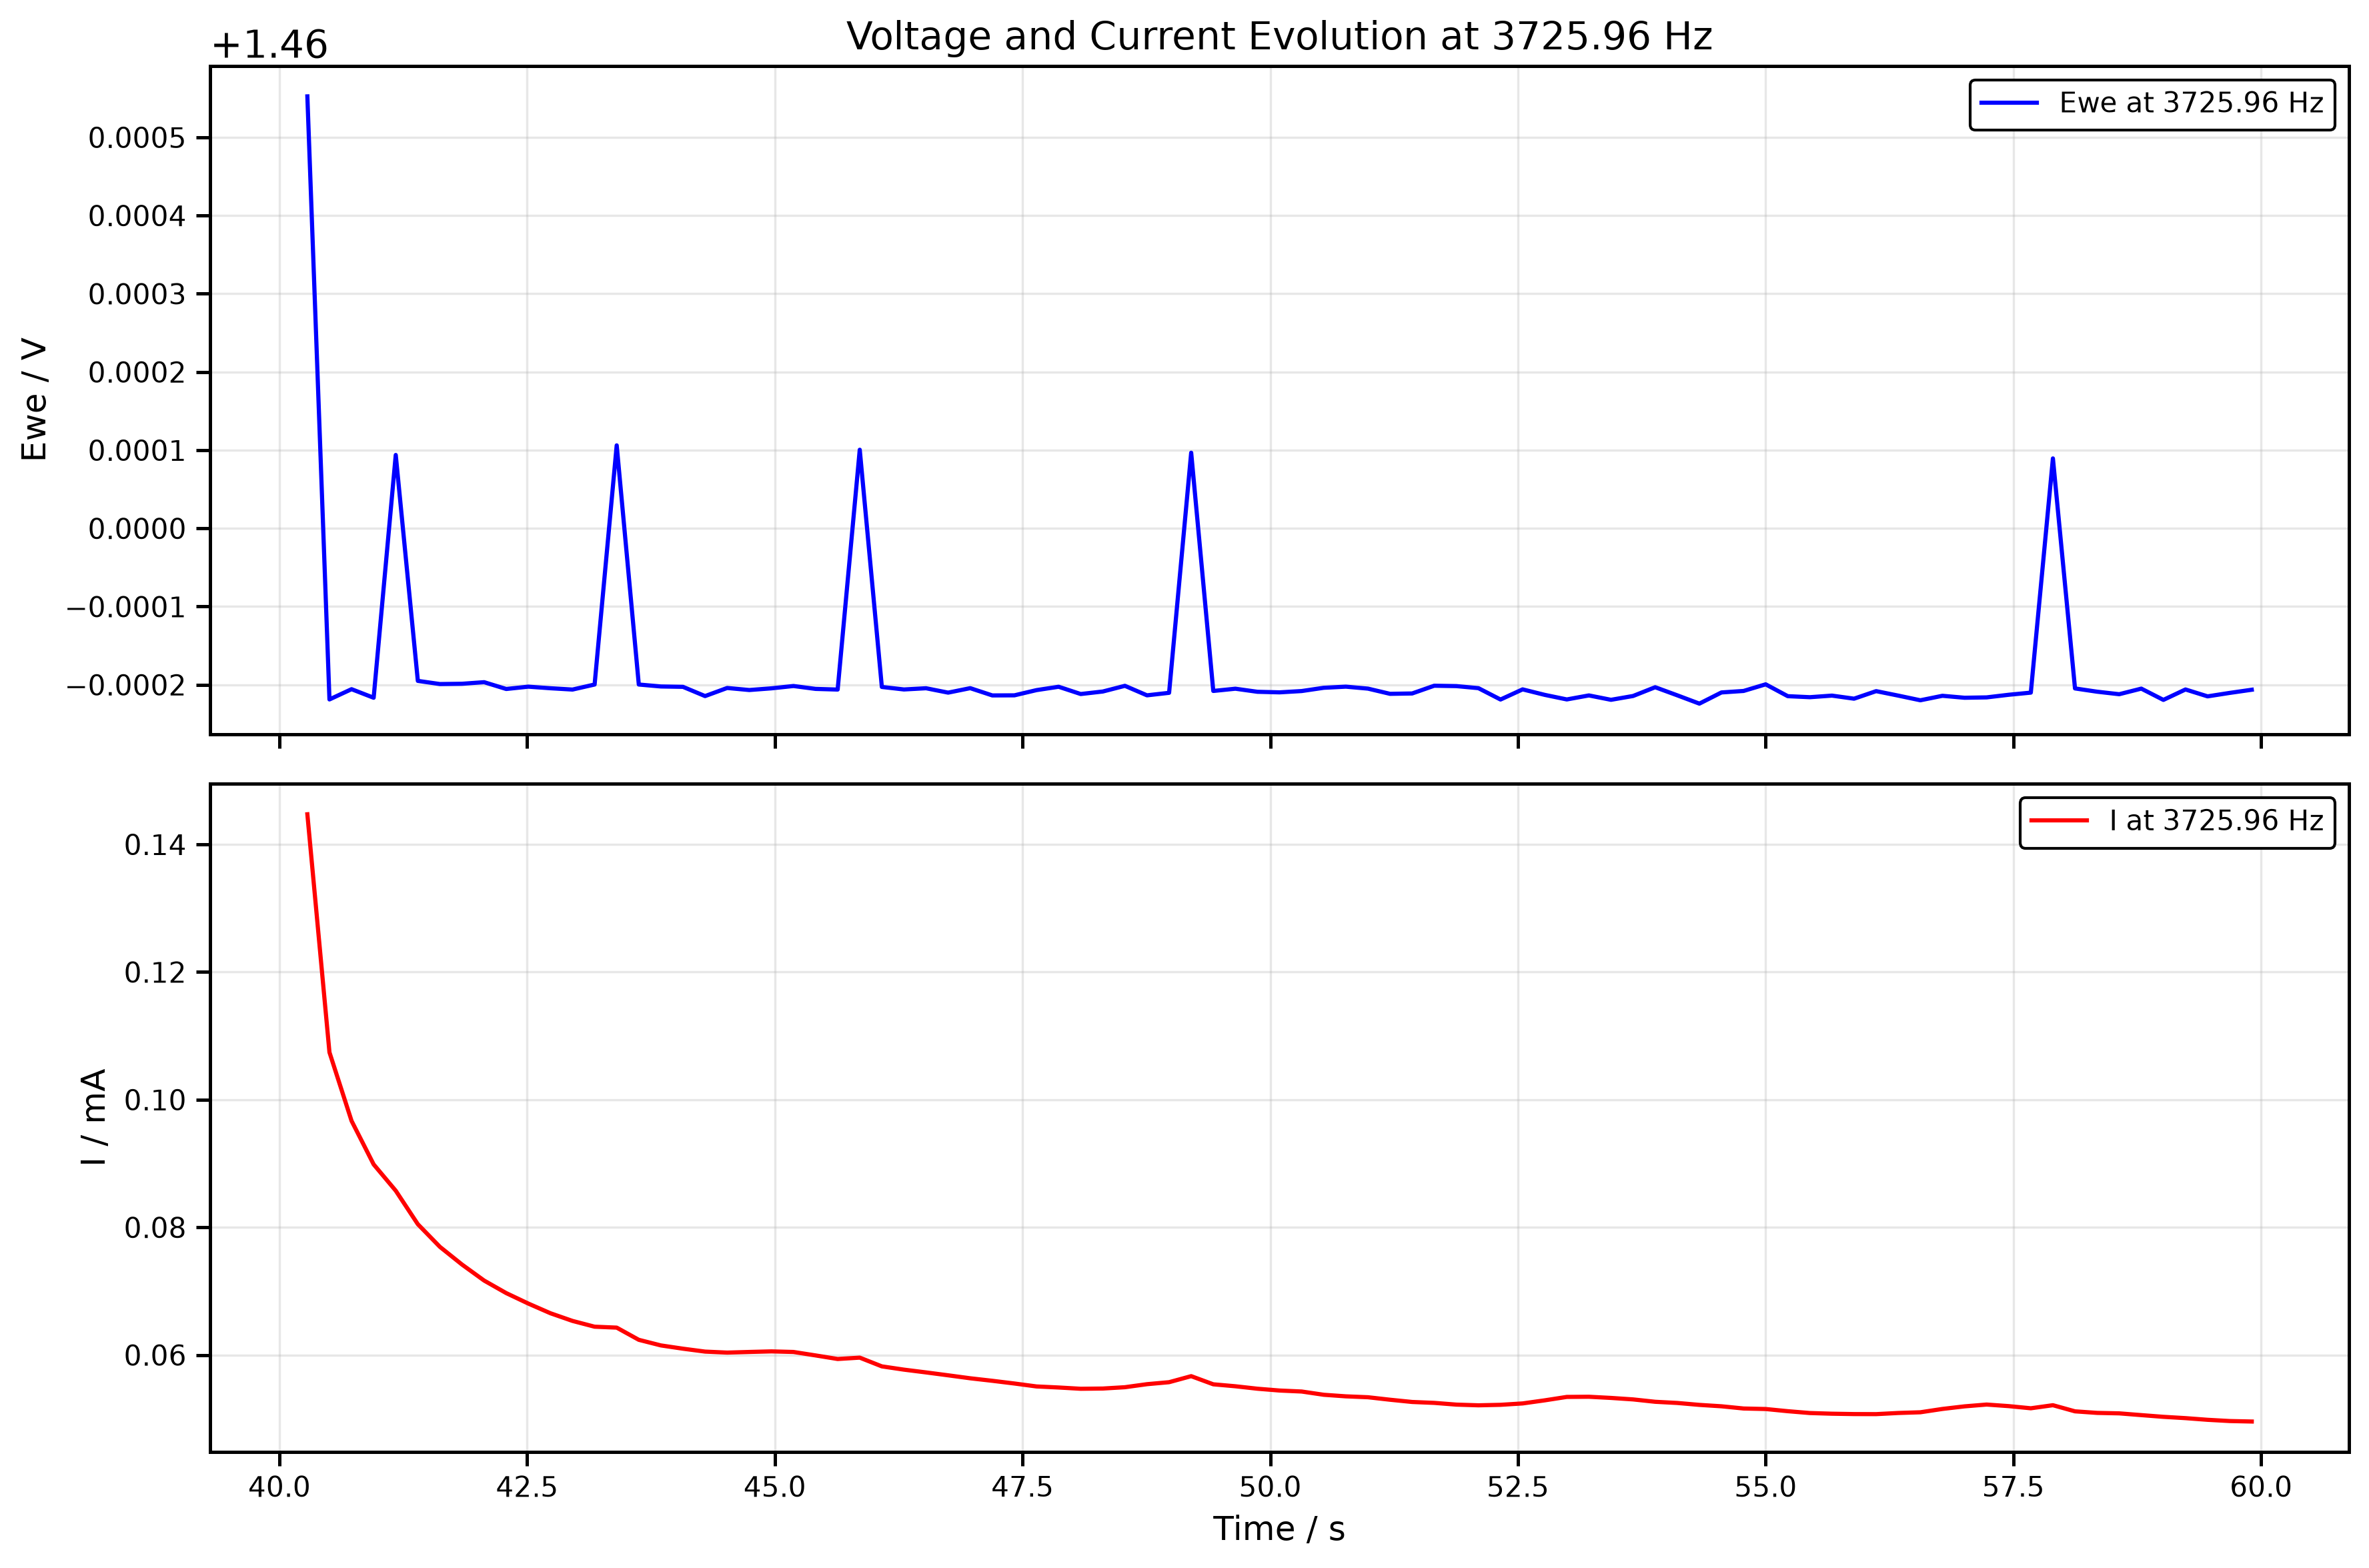 Voltage and Current Evolution at 3725.96 Hz
+1.46
Ewe at 3725.96 Hz
0.0005
0.0004
0.0003
0.0002
0.0001
0.0000
−0.0001
−0.0002
Ewe / V
I at 3725.96 Hz
0.14
0.12
0.10
0.08
0.06
I / mA
40.0 42.5 45.0 47.5 50.0 52.5 55.0 57.5 60.0
Time / s